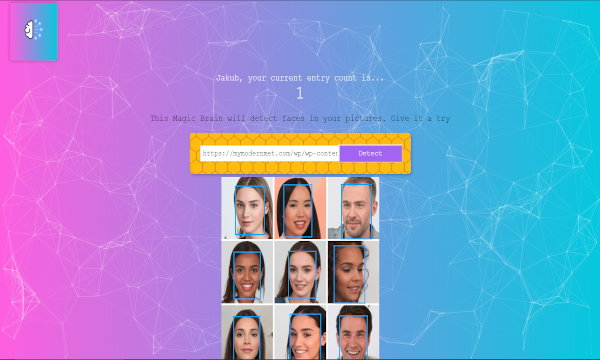 Jakub, your current entry count is...
1
This Magic Brain will detect faces in your pictures. Give it a try
https://mymodernmet.com/wp/wp-conten
Detect